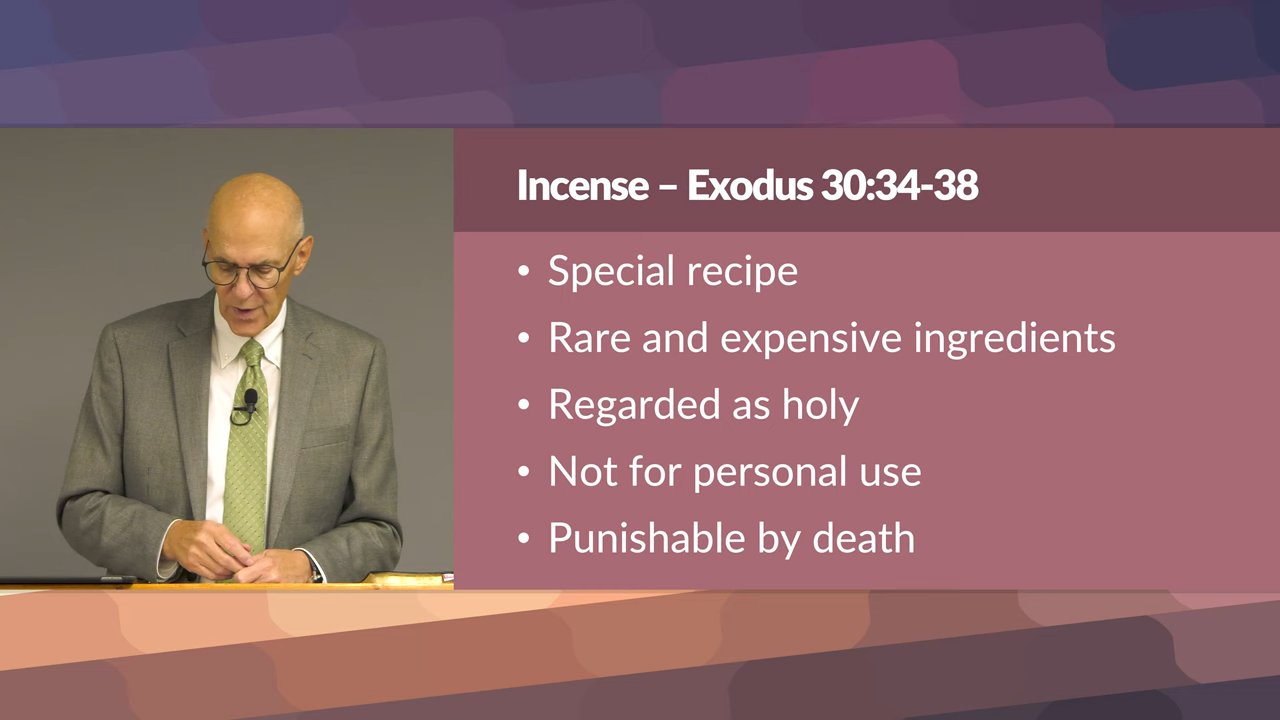 Incense – Exodus 30:34-38
• Special recipe
• Rare and expensive ingredients
• Regarded as holy
• Not for personal use
• Punishable by death